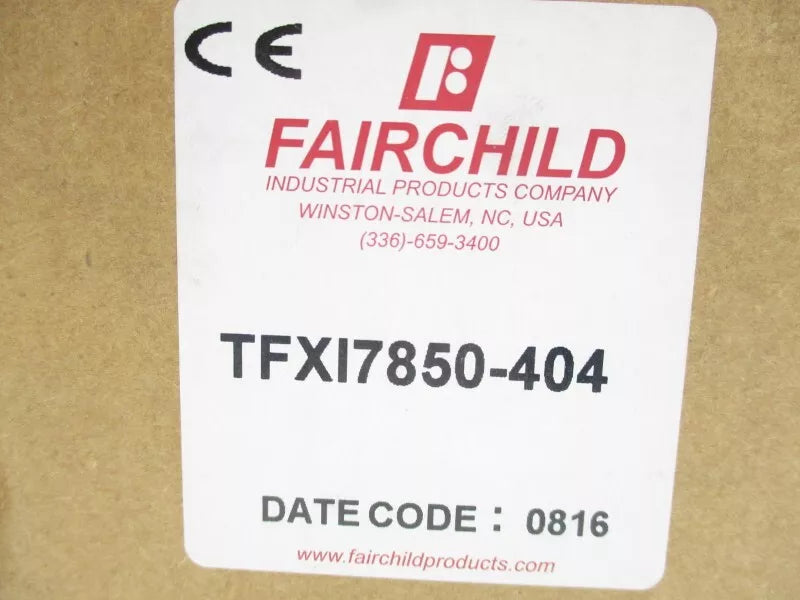 CE
FAIRCHILD
INDUSTRIAL PRODUCTS COMPANY
WINSTON-SALEM, NC, USA
(336)-659-3400
TFXI7850-404
DATE CODE : 0816
www.fairchildproducts.com